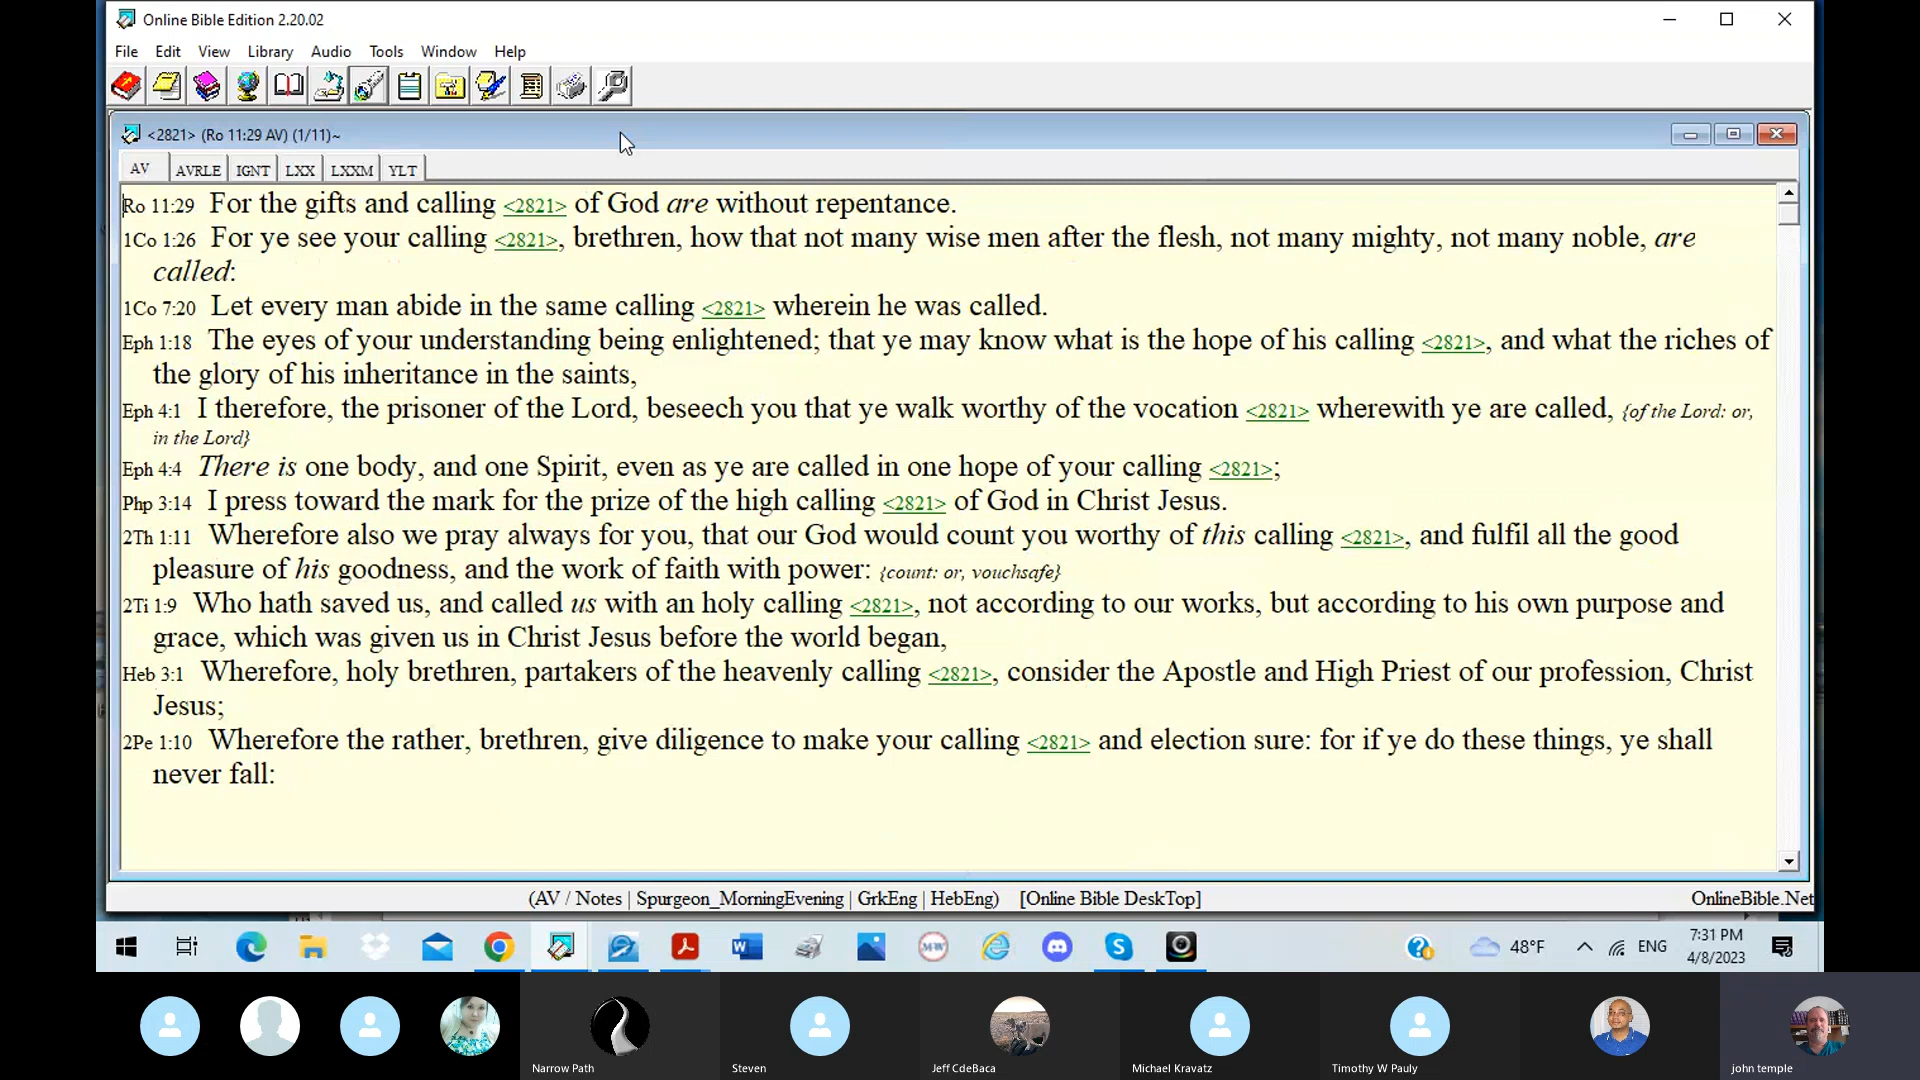 Online Bible Edition 2.20.02
File Edit View Library Audio Tools Window Help
<2821> (Ro 11:29 AV) (1/11)~
AV AVRLE IGNT LXX LXXM YLT
Ro 11:29 For the gifts and calling <2821> of God are without repentance.
1Co 1:26 For ye see your calling <2821>, brethren, how that not many wise men after the flesh, not many mighty, not many noble, are
called:
1Co 7:20 Let every man abide in the same calling <2821> wherein he was called.
Eph 1:18 The eyes of your understanding being enlightened; that ye may know what is the hope of his calling <2821>, and what the riches of
the glory of his inheritance in the saints,
Eph 4:1 I therefore, the prisoner of the Lord, beseech you that ye walk worthy of the vocation <2821> wherewith ye are called, {of the Lord: or,
in the Lord}
Eph 4:4 There is one body, and one Spirit, even as ye are called in one hope of your calling <2821>;
Php 3:14 I press toward the mark for the prize of the high calling <2821> of God in Christ Jesus.
2Th 1:11 Wherefore also we pray always for you, that our God would count you worthy of this calling <2821>, and fulfil all the good
pleasure of his goodness, and the work of faith with power: {count: or, vouchsafe}
2Ti 1:9 Who hath saved us, and called us with an holy calling <2821>, not according to our works, but according to his own purpose and
grace, which was given us in Christ Jesus before the world began,
Heb 3:1 Wherefore, holy brethren, partakers of the heavenly calling <2821>, consider the Apostle and High Priest of our profession, Christ
Jesus;
2Pe 1:10 Wherefore the rather, brethren, give diligence to make your calling <2821> and election sure: for if ye do these things, ye shall
never fall:
(AV / Notes | Spurgeon_MorningEvening | GrkEng | HebEng) [Online Bible DeskTop] OnlineBible.Net
48°F ENG 7:31 PM
4/8/2023
Narrow Path Steven Jeff CdeBaca Michael Kravatz Timothy W Pauly john temple